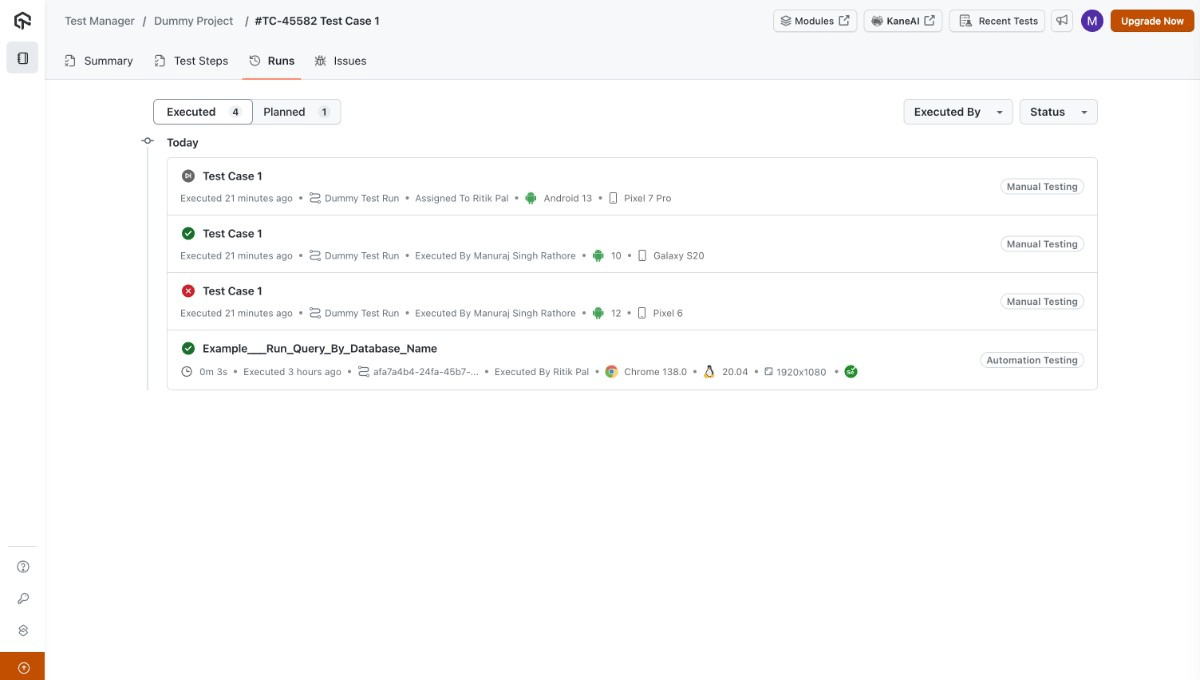 Test Manager / Dummy Project / #TC-45582 Test Case 1
Modules KaneAI Recent Tests M Upgrade Now
Summary Test Steps Runs Issues
Executed 4 Planned 1 Executed By Status
Today
Test Case 1
Manual Testing
Executed 21 minutes ago • Dummy Test Run • Assigned To Ritik Pal • Android 13 • Pixel 7 Pro
Test Case 1
Manual Testing
Executed 21 minutes ago • Dummy Test Run • Executed By Manuraj Singh Rathore • 10 • Galaxy S20
Test Case 1
Manual Testing
Executed 21 minutes ago • Dummy Test Run • Executed By Manuraj Singh Rathore • 12 • Pixel 6
Example___Run_Query_By_Database_Name
Automation Testing
0m 3s • Executed 3 hours ago • afa7a4b4-24fa-45b7-... • Executed By Ritik Pal • Chrome 138.0 • 20.04 • 1920x1080 • Se